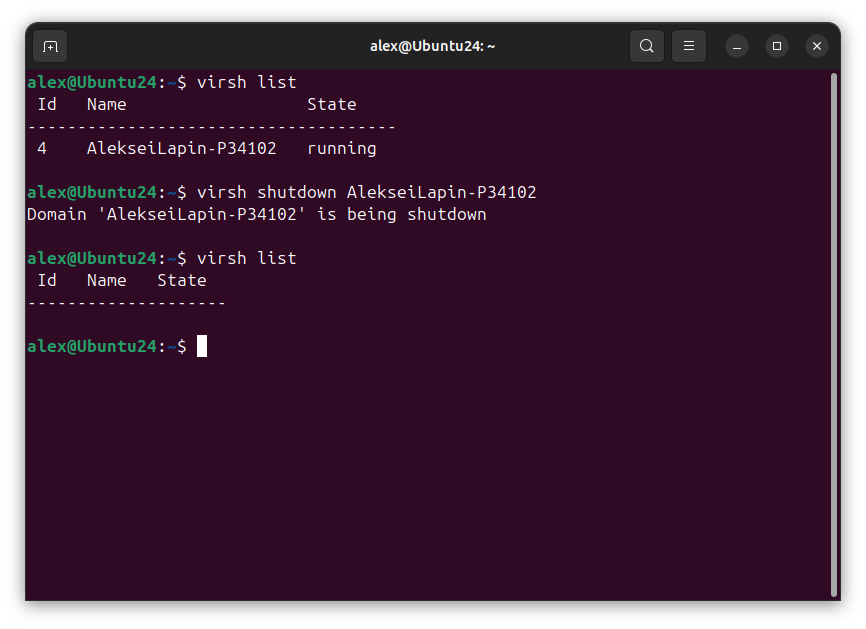 alex@Ubuntu24: ~
alex@Ubuntu24:~$ virsh list
 Id   Name                  State
-------------------------------------
 4    AlekseiLapin-P34102   running

alex@Ubuntu24:~$ virsh shutdown AlekseiLapin-P34102
Domain 'AlekseiLapin-P34102' is being shutdown

alex@Ubuntu24:~$ virsh list
 Id   Name   State
--------------------

alex@Ubuntu24:~$